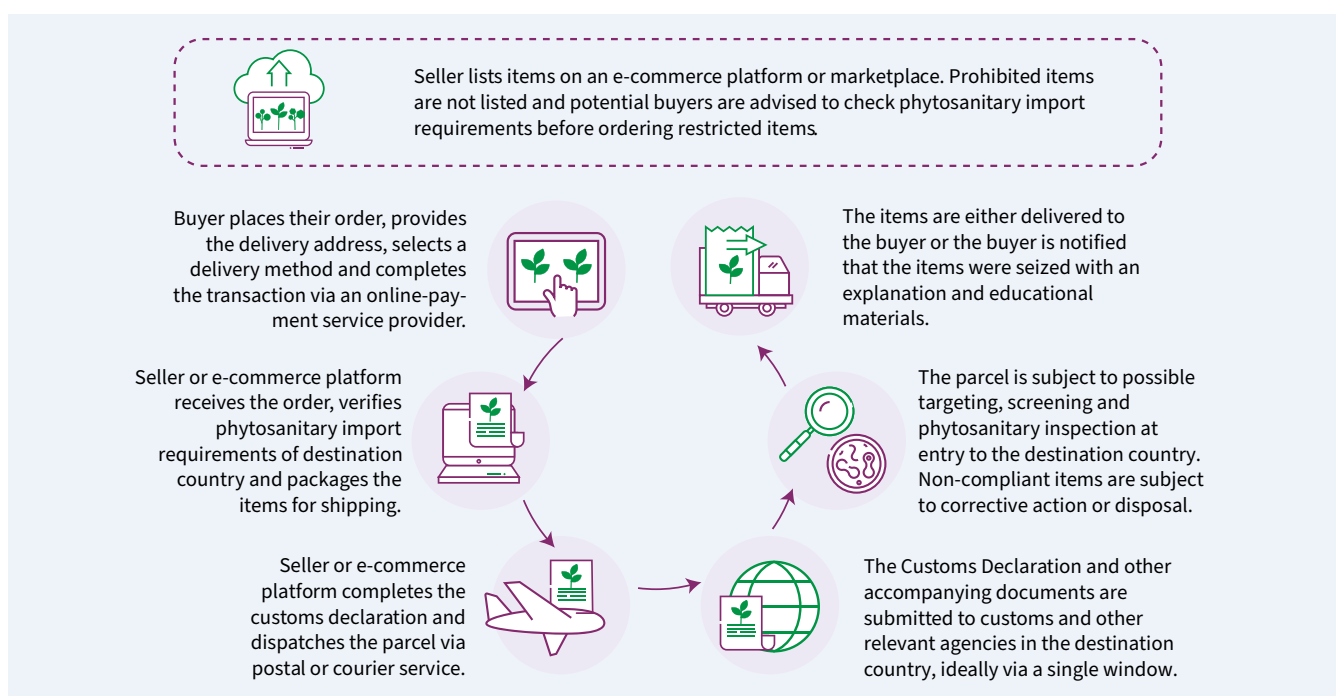 Seller lists items on an e-commerce platform or marketplace. Prohibited items
are not listed and potential buyers are advised to check phytosanitary import
requirements before ordering restricted items.
Buyer places their order, provides
the delivery address, selects a
delivery method and completes
the transaction via an online-pay-
ment service provider.
Seller or e-commerce platform
receives the order, verifies
phytosanitary import
requirements of destination
country and packages the
items for shipping.
Seller or e-commerce
platform completes the
customs declaration and
dispatches the parcel via
postal or courier service.
The Customs Declaration and other
accompanying documents are
submitted to customs and other
relevant agencies in the destination
country, ideally via a single window.
The parcel is subject to possible
targeting, screening and
phytosanitary inspection at
entry to the destination country.
Non-compliant items are subject
to corrective action or disposal.
The items are either delivered to
the buyer or the buyer is notified
that the items were seized with an
explanation and educational
materials.